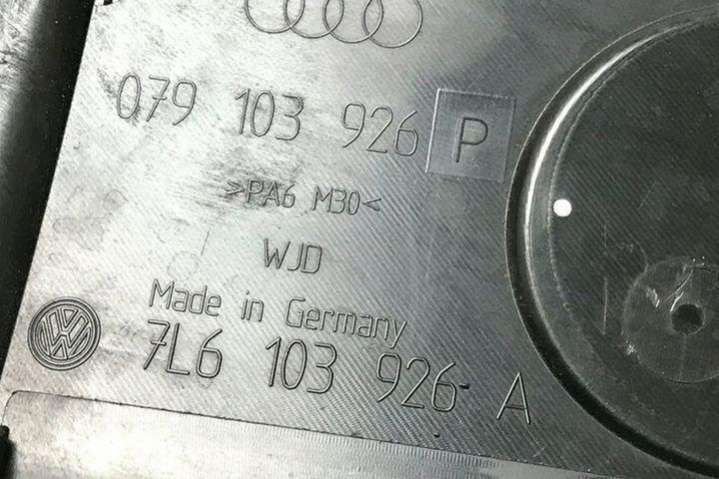 079 103 926 P
>PA6 M30<
WJD
Made in Germany
7L6 103 926 A